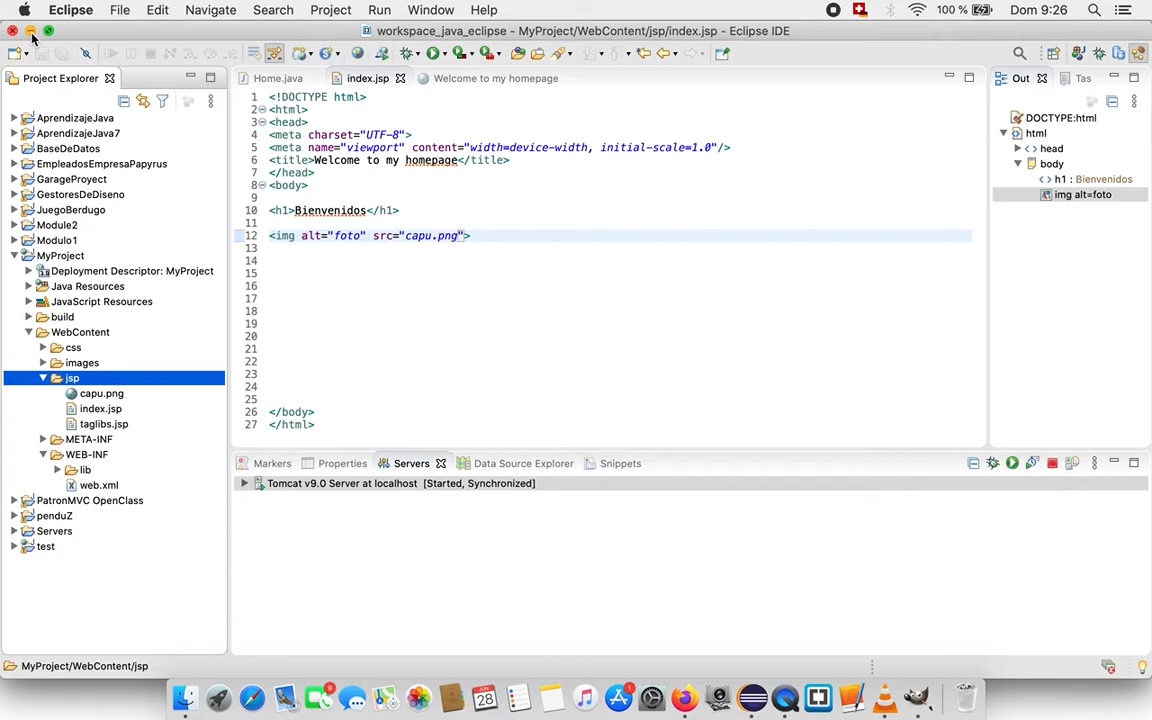 Eclipse File Edit Navigate Search Project Run Window Help 100 % Dom 9:26
workspace_java_eclipse - MyProject/WebContent/jsp/index.jsp - Eclipse IDE
Project Explorer
Home.java index.jsp Welcome to my homepage
Out Tas
AprendizajeJava
AprendizajeJava7
BaseDeDatos
EmpleadosEmpresaPapyrus
GarageProyect
GestoresDeDiseno
JuegoBerdugo
Module2
Modulo1
MyProject
Deployment Descriptor: MyProject
Java Resources
JavaScript Resources
build
WebContent
css
images
jsp
capu.png
index.jsp
taglibs.jsp
META-INF
WEB-INF
lib
web.xml
PatronMVC OpenClass
penduZ
Servers
test
1 <!DOCTYPE html>
2 <html>
3 <head>
4 <meta charset="UTF-8">
5 <meta name="viewport" content="width=device-width, initial-scale=1.0"/>
6 <title>Welcome to my homepage</title>
7 </head>
8 <body>
9
10 <h1>Bienvenidos</h1>
11
12 <img alt="foto" src="capu.png">
13
14
15
16
17
18
19
20
21
22
23
24
25
26 </body>
27 </html>
DOCTYPE:html
html
head
body
h1 : Bienvenidos
img alt=foto
Markers Properties Servers Data Source Explorer Snippets
Tomcat v9.0 Server at localhost [Started, Synchronized]
MyProject/WebContent/jsp
9
JUN
28
1